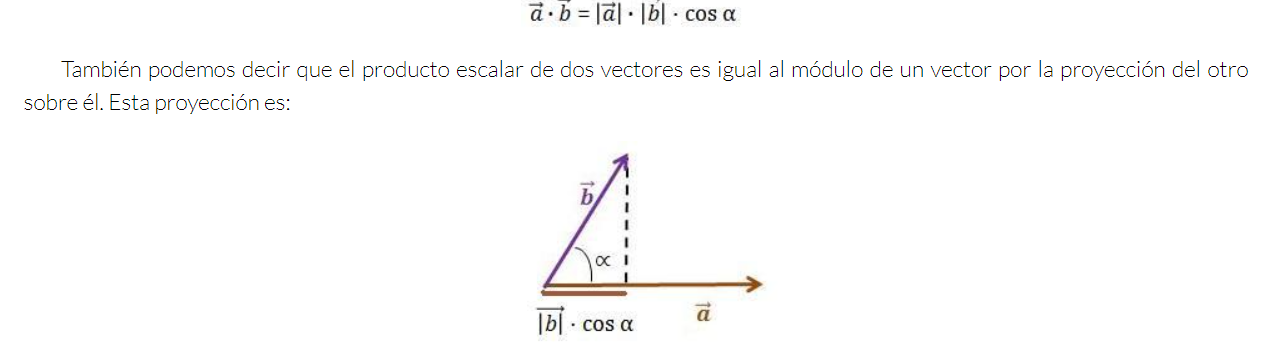 a⃗ · b⃗ = |a⃗| · |b⃗| · cos α
También podemos decir que el producto escalar de dos vectores es igual al módulo de un vector por la proyección del otro
sobre él. Esta proyección es:
b⃗
∝
a⃗
|b⃗| · cos α